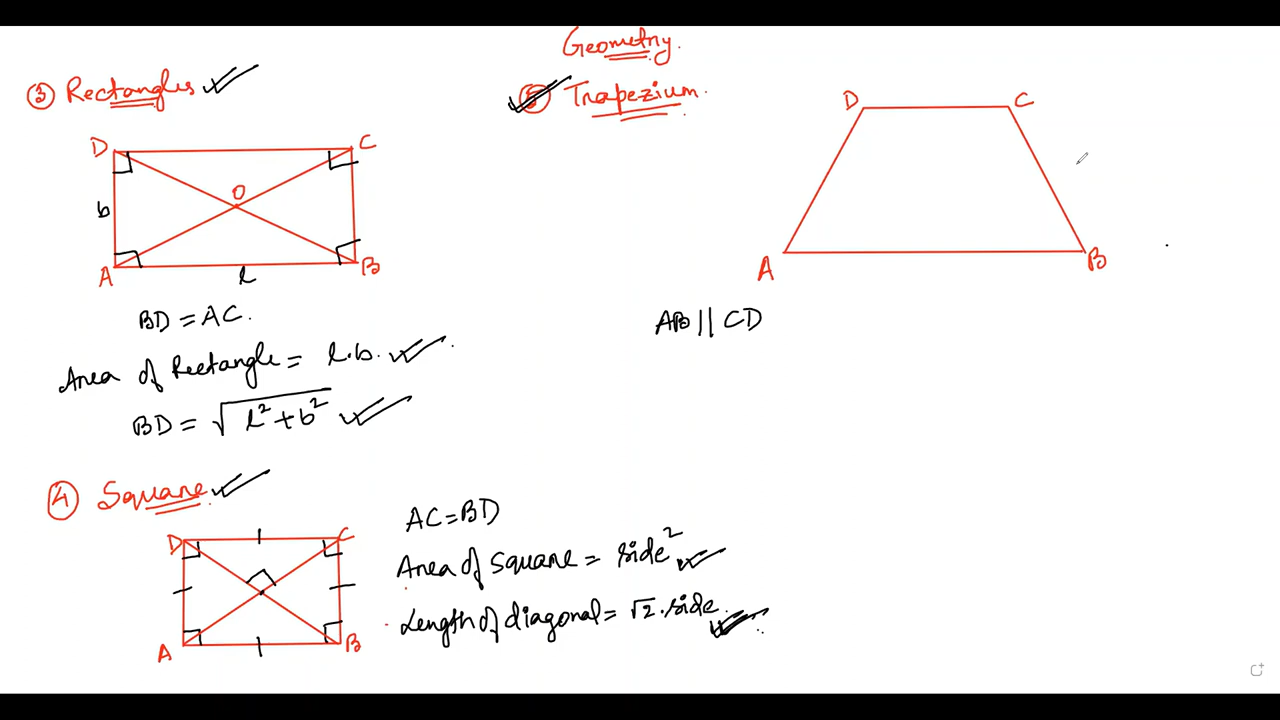 Geometry.
③ Rectangles
D C
O
b
A B
l
BD = AC.
Area of Rectangle = l.b.
BD = √l²+b²
④ Square
D C
A B
AC = BD
Area of square = side²
Length of diagonal = √2.side.
⑤ Trapezium.
D C
A B
AB || CD